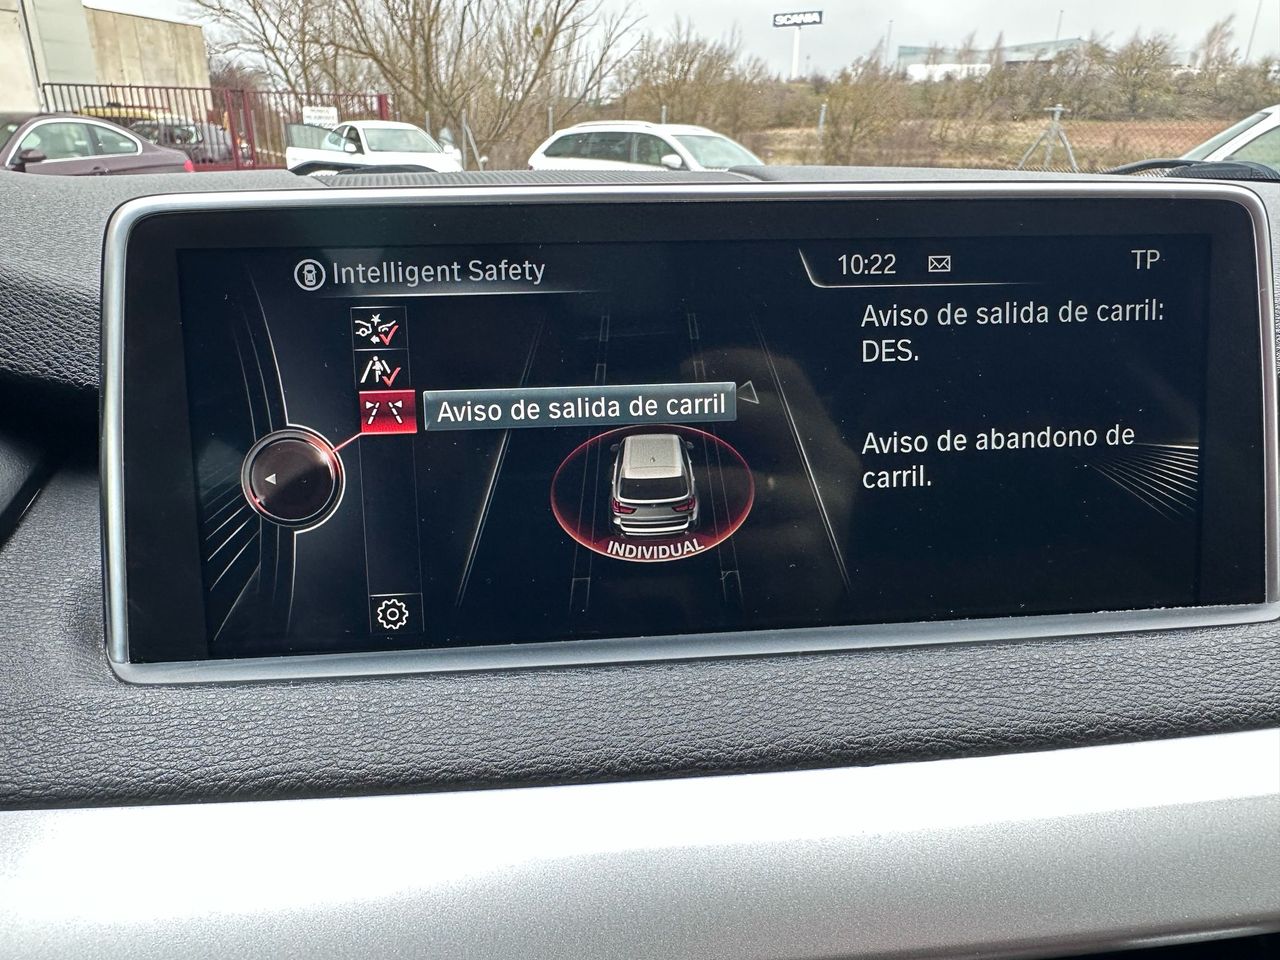 SCANIA
Intelligent Safety
10:22
TP
Aviso de salida de carril:
DES.
Aviso de salida de carril
Aviso de abandono de
carril.
INDIVIDUAL